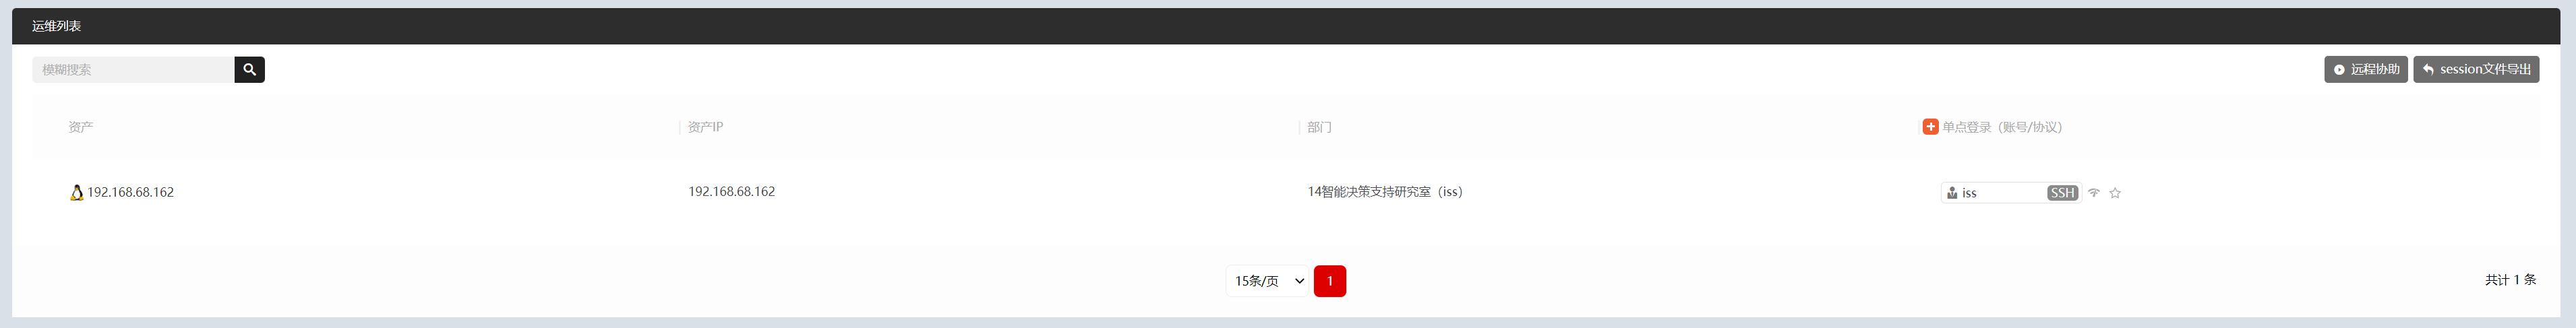 运维列表
模糊搜索
远程协助 session文件导出
资产 资产IP 部门 单点登录（账号/协议）
192.168.68.162 192.168.68.162 14智能决策支持研究室（iss） iss SSH
15条/页 1 共计 1 条